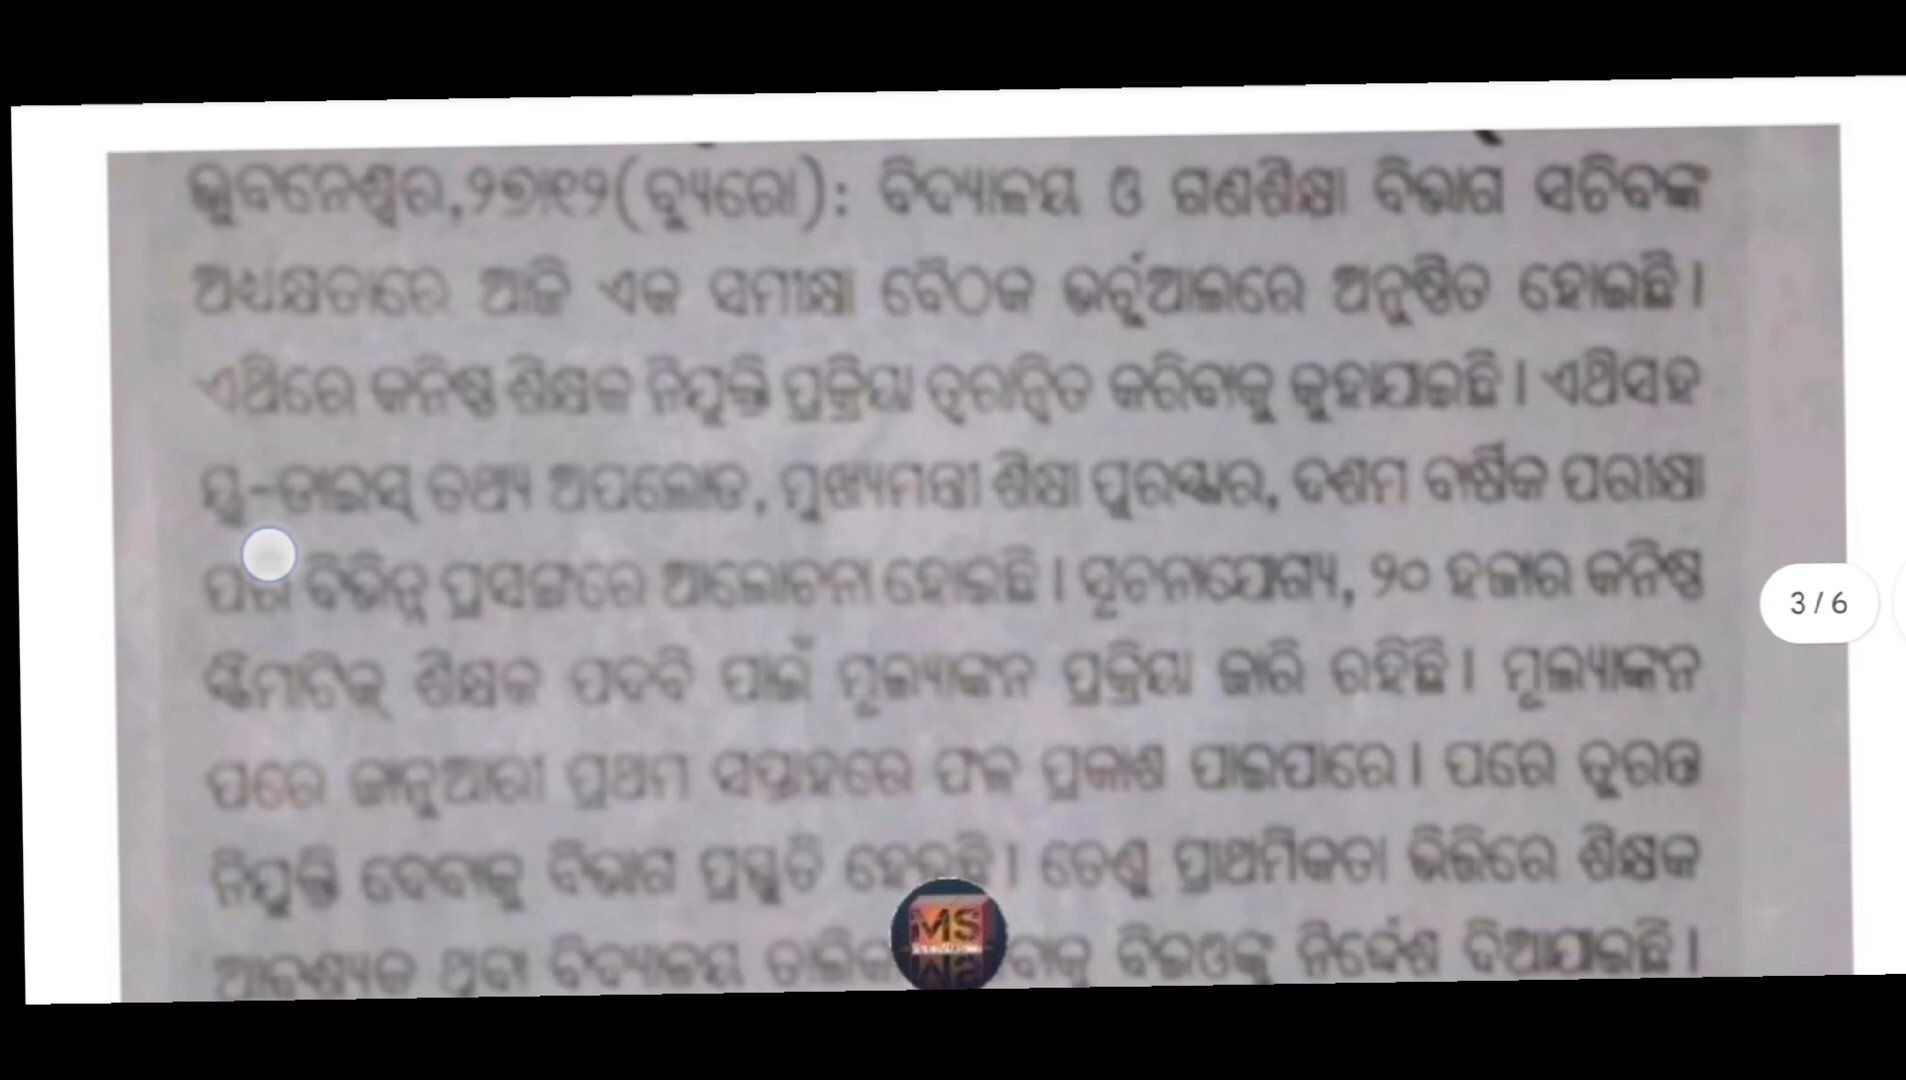 ଭୁବନେଶ୍ୱର,୨୭।୧୨(ବ୍ୟୁରୋ): ବିଦ୍ୟାଳୟ ଓ ଗଣଶିକ୍ଷା ବିଭାଗ ସଚିବଙ୍କ
ଅଧ୍ୟକ୍ଷତାରେ ଆଜି ଏକ ସମୀକ୍ଷା ବୈଠକ ଭର୍ଚୁଆଲରେ ଅନୁଷ୍ଠିତ ହୋଇଛି ।
ଏଥିରେ କନିଷ୍ଠ ଶିକ୍ଷକ ନିଯୁକ୍ତି ପ୍ରକ୍ରିୟା ତ୍ୱରାନ୍ୱିତ କରିବାକୁ କୁହାଯାଇଛି । ଏଥିସହ
ୟୁ-ଡାଇସ୍ ତଥ୍ୟ ଅପଲୋଡ, ମୁଖ୍ୟମନ୍ତ୍ରୀ ଶିକ୍ଷା ପୁରସ୍କାର, ଦଶମ ବାର୍ଷିକ ପରୀକ୍ଷା
ବିଭିନ୍ନ ପ୍ରସଙ୍ଗରେ ଆଲୋଚନା ହୋଇଛି । ସୂଚନାଯୋଗ୍ୟ, ୨୦ ହଜାର କନିଷ୍ଠ
ସ୍କିମାଟିକ୍ ଶିକ୍ଷକ ପଦବି ପାଇଁ ମୂଲ୍ୟାଙ୍କନ ପ୍ରକ୍ରିୟା ଜାରି ରହିଛି । ମୂଲ୍ୟାଙ୍କନ
ପରେ ଜାନୁଆରୀ ପ୍ରଥମ ସପ୍ତାହରେ ଫଳ ପ୍ରକାଶ ପାଇପାରେ । ପରେ ତୁରନ୍ତ
ନିଯୁକ୍ତି ଦେବାକୁ ବିଭାଗ ପ୍ରସ୍ତୁତି ହେଉଛି । ତେଣୁ ପ୍ରାଥମିକତା ଭିତ୍ତିରେ ଶିକ୍ଷକ
ଆବଶ୍ୟକ ଥିବା ବିଦ୍ୟାଳୟ ବିଇଓଙ୍କୁ ନିର୍ଦ୍ଦେଶ ଦିଆଯାଇଛି ।
3 / 6
MS